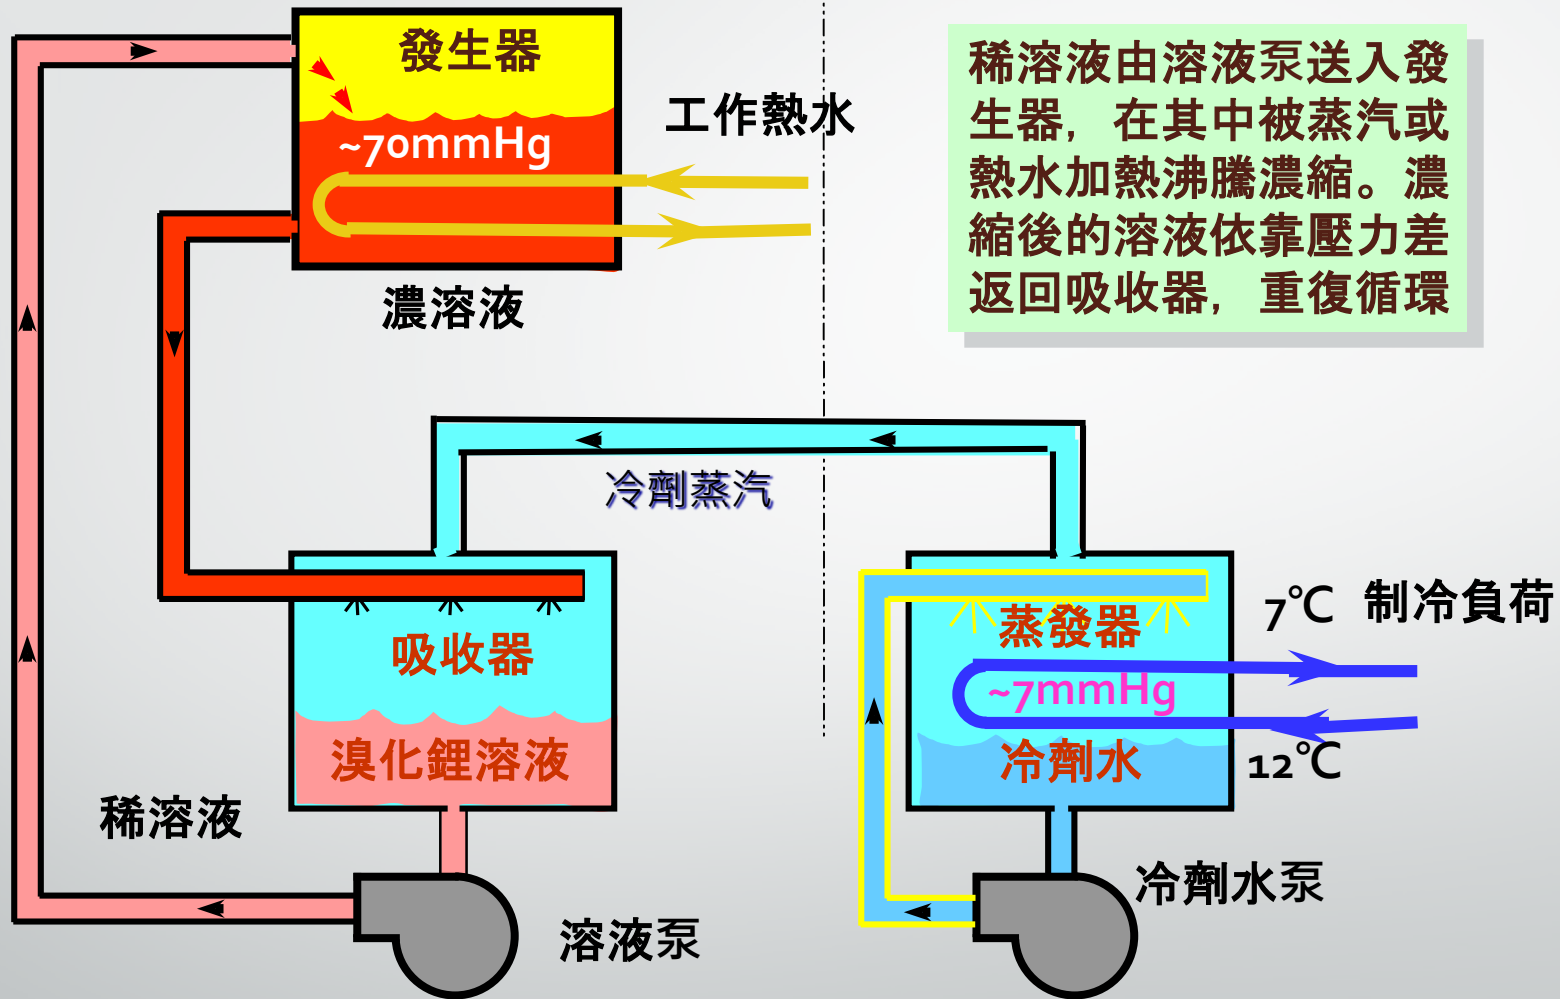 發生器
~70mmHg
工作熱水
稀溶液由溶液泵送入發
生器，在其中被蒸汽或
熱水加熱沸騰濃縮。濃
縮後的溶液依靠壓力差
返回吸收器，重復循環
濃溶液
冷劑蒸汽
吸收器
溴化鋰溶液
蒸發器
~7mmHg
冷劑水
7℃ 制冷負荷
12℃
稀溶液
溶液泵
冷劑水泵